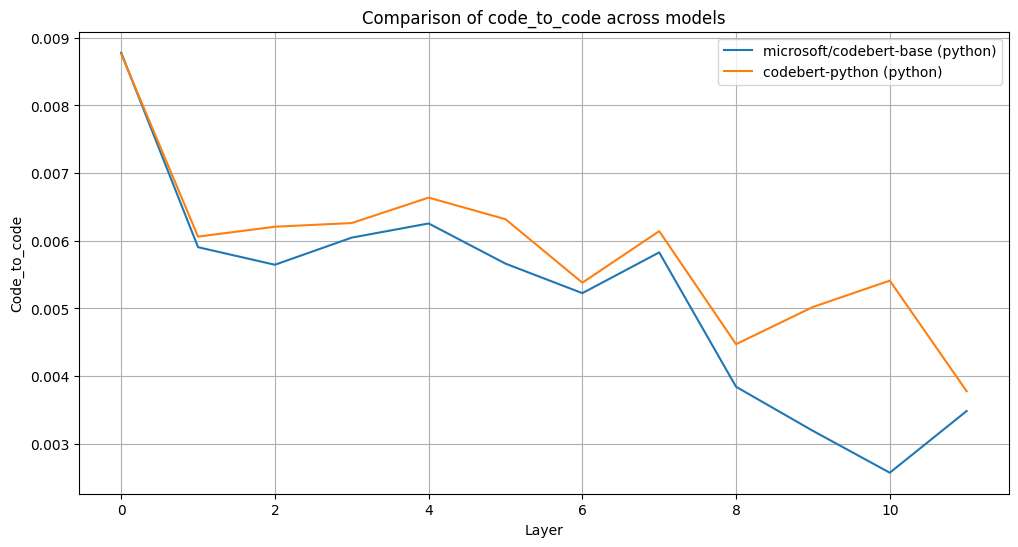 Comparison of code_to_code across models
microsoft/codebert-base (python)
codebert-python (python)
Code_to_code
0.009
0.008
0.007
0.006
0.005
0.004
0.003
0 2 4 6 8 10
Layer